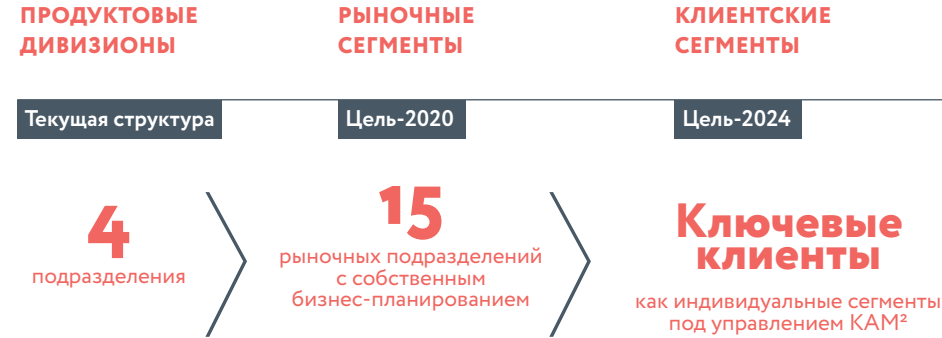 ПРОДУКТОВЫЕ
ДИВИЗИОНЫ
РЫНОЧНЫЕ
СЕГМЕНТЫ
КЛИЕНТСКИЕ
СЕГМЕНТЫ
Текущая структура
Цель-2020
Цель-2024
4
подразделения
15
рыночных подразделений
с собственным
бизнес-планированием
Ключевые
клиенты
как индивидуальные сегменты
под управлением КАМ²